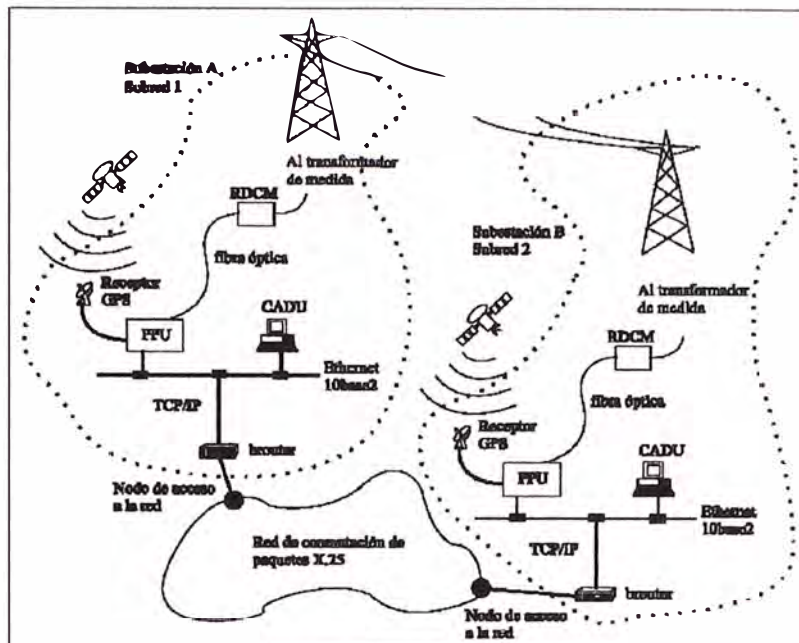 Subestación A
Subred 1
Al transformador
de medida
RDCM
fibra óptica
Receptor
GPS
PPU
CADU
Ethernet
10base2
TCP/IP
brouter
Nodo de acceso
a la red
Red de conmutación de
paquetes X.25
Subestación B
Subred 2
Al transformador
de medida
RDCM
fibra óptica
Receptor
GPS
PPU
CADU
Ethernet
10base2
TCP/IP
brouter
Nodo de acceso
a la red